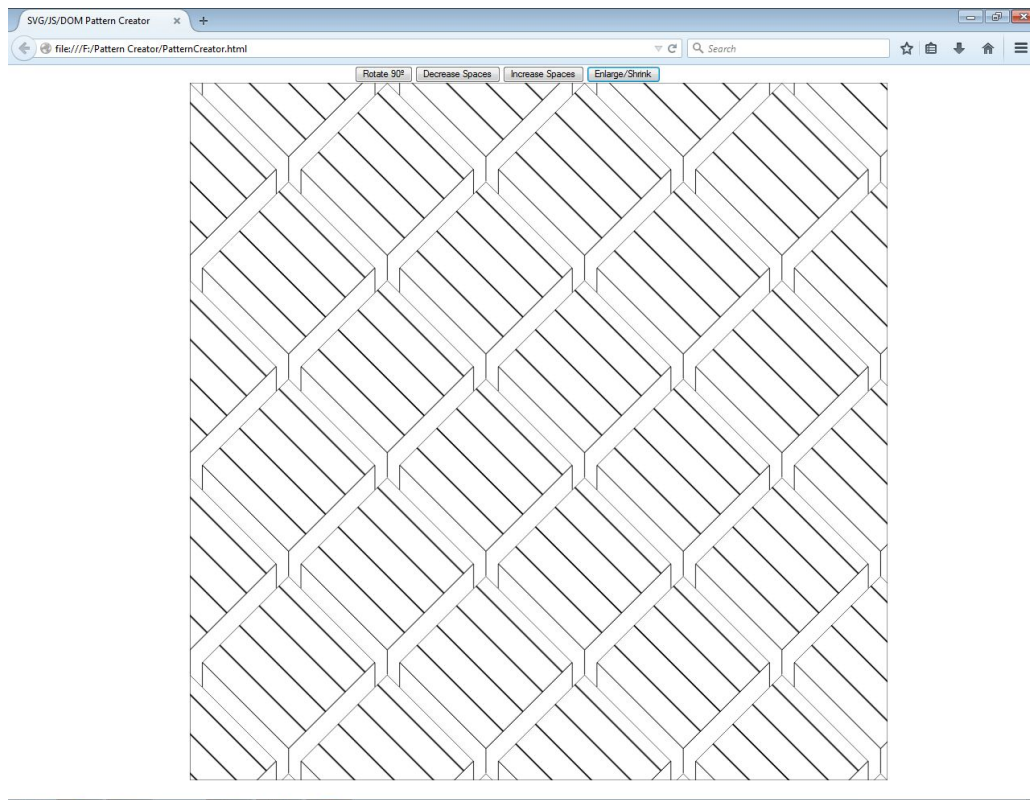 SVG/JS/DOM Pattern Creator
file:///F:/Pattern Creator/PatternCreator.html
Search
Rotate 90º Decrease Spaces Increase Spaces Enlarge/Shrink